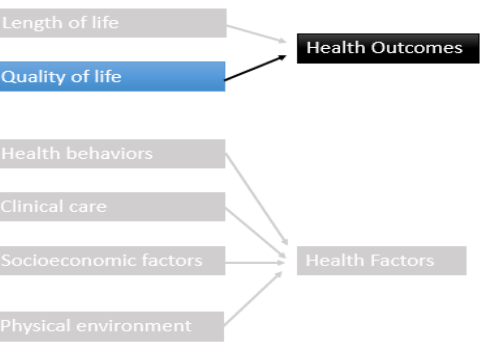 Length of life
Health Outcomes
Quality of life
Health behaviors
Clinical care
Socioeconomic factors
Health Factors
Physical environment